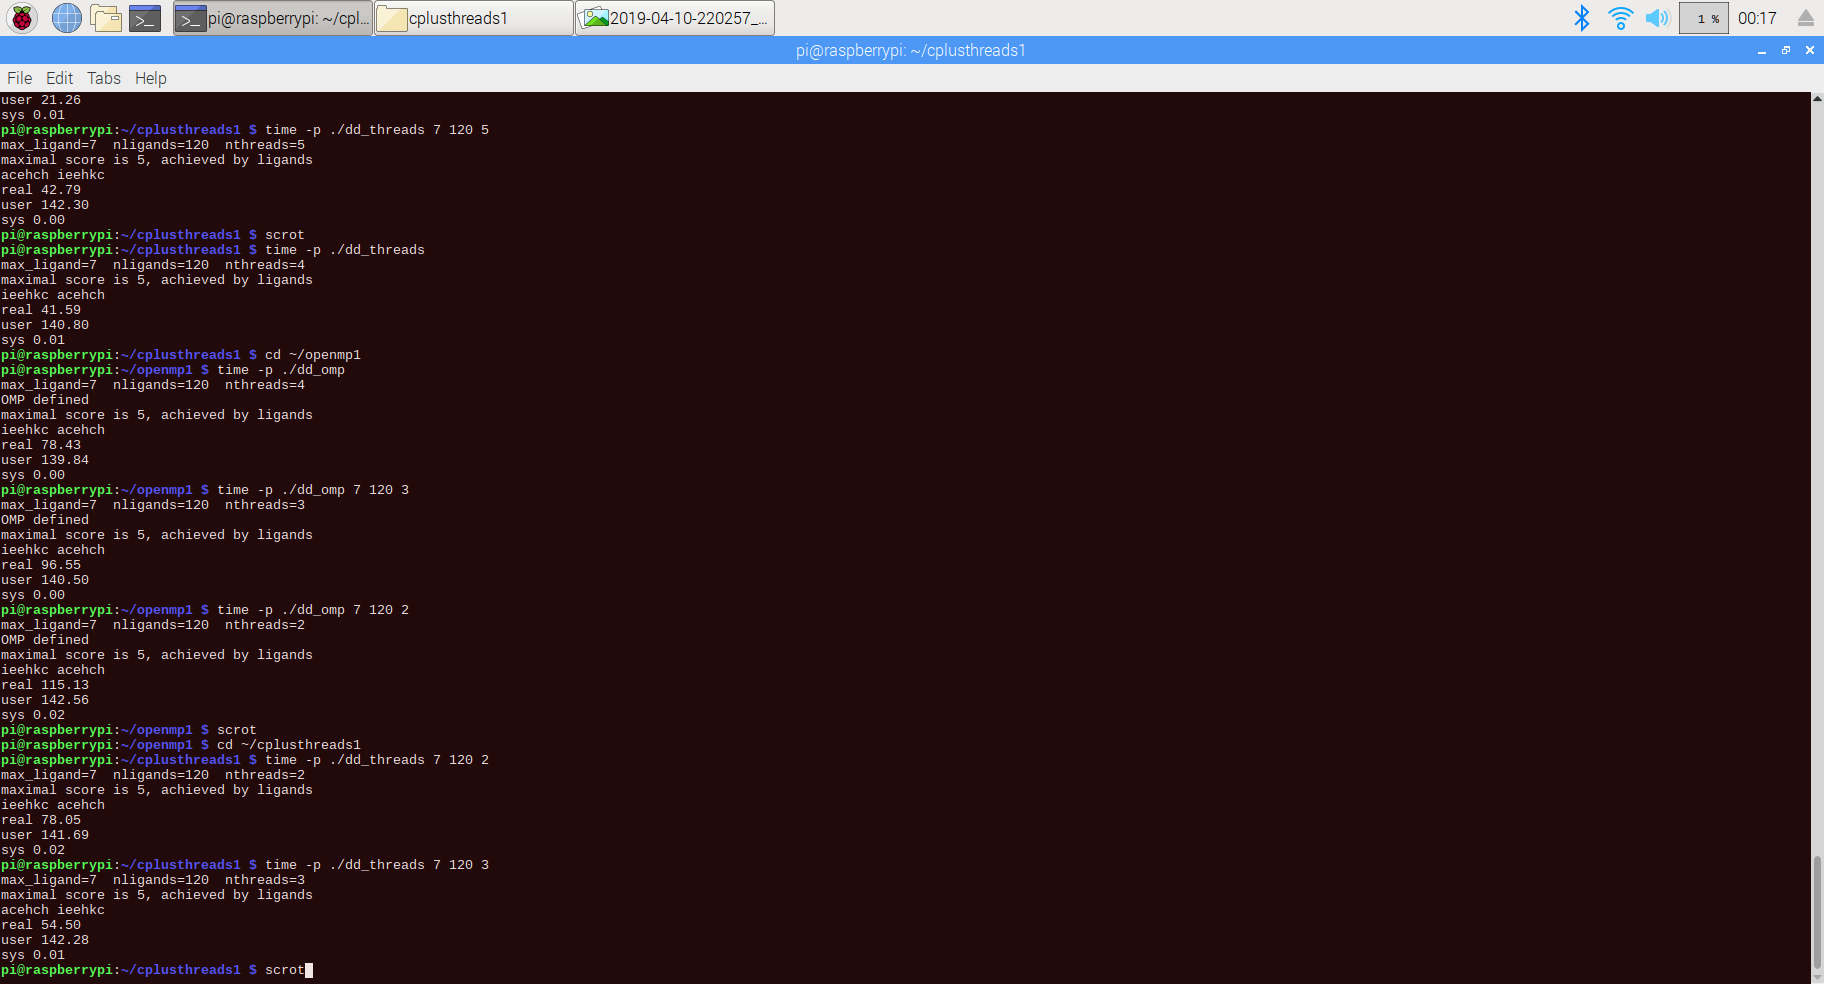 pi@raspberrypi: ~/cpl...
cplusthreads1
2019-04-10-220257_...
1 %
00:17
pi@raspberrypi: ~/cplusthreads1
File Edit Tabs Help
user 21.26
sys 0.01
pi@raspberrypi:~/cplusthreads1 $ time -p ./dd_threads 7 120 5
max_ligand=7  nligands=120  nthreads=5
maximal score is 5, achieved by ligands
acehch ieehkc
real 42.79
user 142.30
sys 0.00
pi@raspberrypi:~/cplusthreads1 $ scrot
pi@raspberrypi:~/cplusthreads1 $ time -p ./dd_threads
max_ligand=7  nligands=120  nthreads=4
maximal score is 5, achieved by ligands
ieehkc acehch
real 41.59
user 140.80
sys 0.01
pi@raspberrypi:~/cplusthreads1 $ cd ~/openmp1
pi@raspberrypi:~/openmp1 $ time -p ./dd_omp
max_ligand=7  nligands=120  nthreads=4
OMP defined
maximal score is 5, achieved by ligands
ieehkc acehch
real 78.43
user 139.84
sys 0.00
pi@raspberrypi:~/openmp1 $ time -p ./dd_omp 7 120 3
max_ligand=7  nligands=120  nthreads=3
OMP defined
maximal score is 5, achieved by ligands
ieehkc acehch
real 96.55
user 140.50
sys 0.00
pi@raspberrypi:~/openmp1 $ time -p ./dd_omp 7 120 2
max_ligand=7  nligands=120  nthreads=2
OMP defined
maximal score is 5, achieved by ligands
ieehkc acehch
real 115.13
user 142.56
sys 0.02
pi@raspberrypi:~/openmp1 $ scrot
pi@raspberrypi:~/openmp1 $ cd ~/cplusthreads1
pi@raspberrypi:~/cplusthreads1 $ time -p ./dd_threads 7 120 2
max_ligand=7  nligands=120  nthreads=2
maximal score is 5, achieved by ligands
ieehkc acehch
real 78.05
user 141.69
sys 0.02
pi@raspberrypi:~/cplusthreads1 $ time -p ./dd_threads 7 120 3
max_ligand=7  nligands=120  nthreads=3
maximal score is 5, achieved by ligands
acehch ieehkc
real 54.50
user 142.28
sys 0.01
pi@raspberrypi:~/cplusthreads1 $ scrot